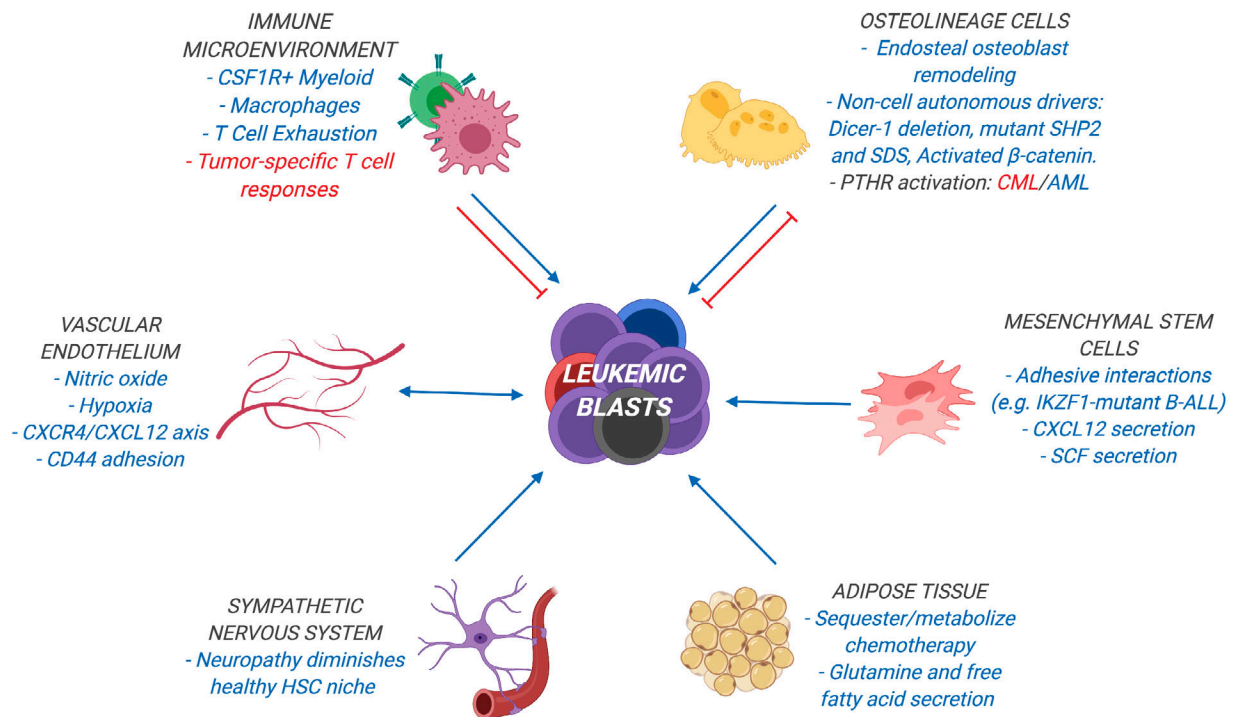 IMMUNE
MICROENVIRONMENT
- CSF1R+ Myeloid
- Macrophages
- T Cell Exhaustion
- Tumor-specific T cell
responses
OSTEOLINEAGE CELLS
- Endosteal osteoblast
remodeling
- Non-cell autonomous drivers:
Dicer-1 deletion, mutant SHP2
and SDS, Activated β-catenin.
- PTHR activation: CML/AML
VASCULAR
ENDOTHELIUM
- Nitric oxide
- Hypoxia
- CXCR4/CXCL12 axis
- CD44 adhesion
LEUKEMIC
BLASTS
MESENCHYMAL STEM
CELLS
- Adhesive interactions
(e.g. IKZF1-mutant B-ALL)
- CXCL12 secretion
- SCF secretion
SYMPATHETIC
NERVOUS SYSTEM
- Neuropathy diminishes
healthy HSC niche
ADIPOSE TISSUE
- Sequester/metabolize
chemotherapy
- Glutamine and free
fatty acid secretion